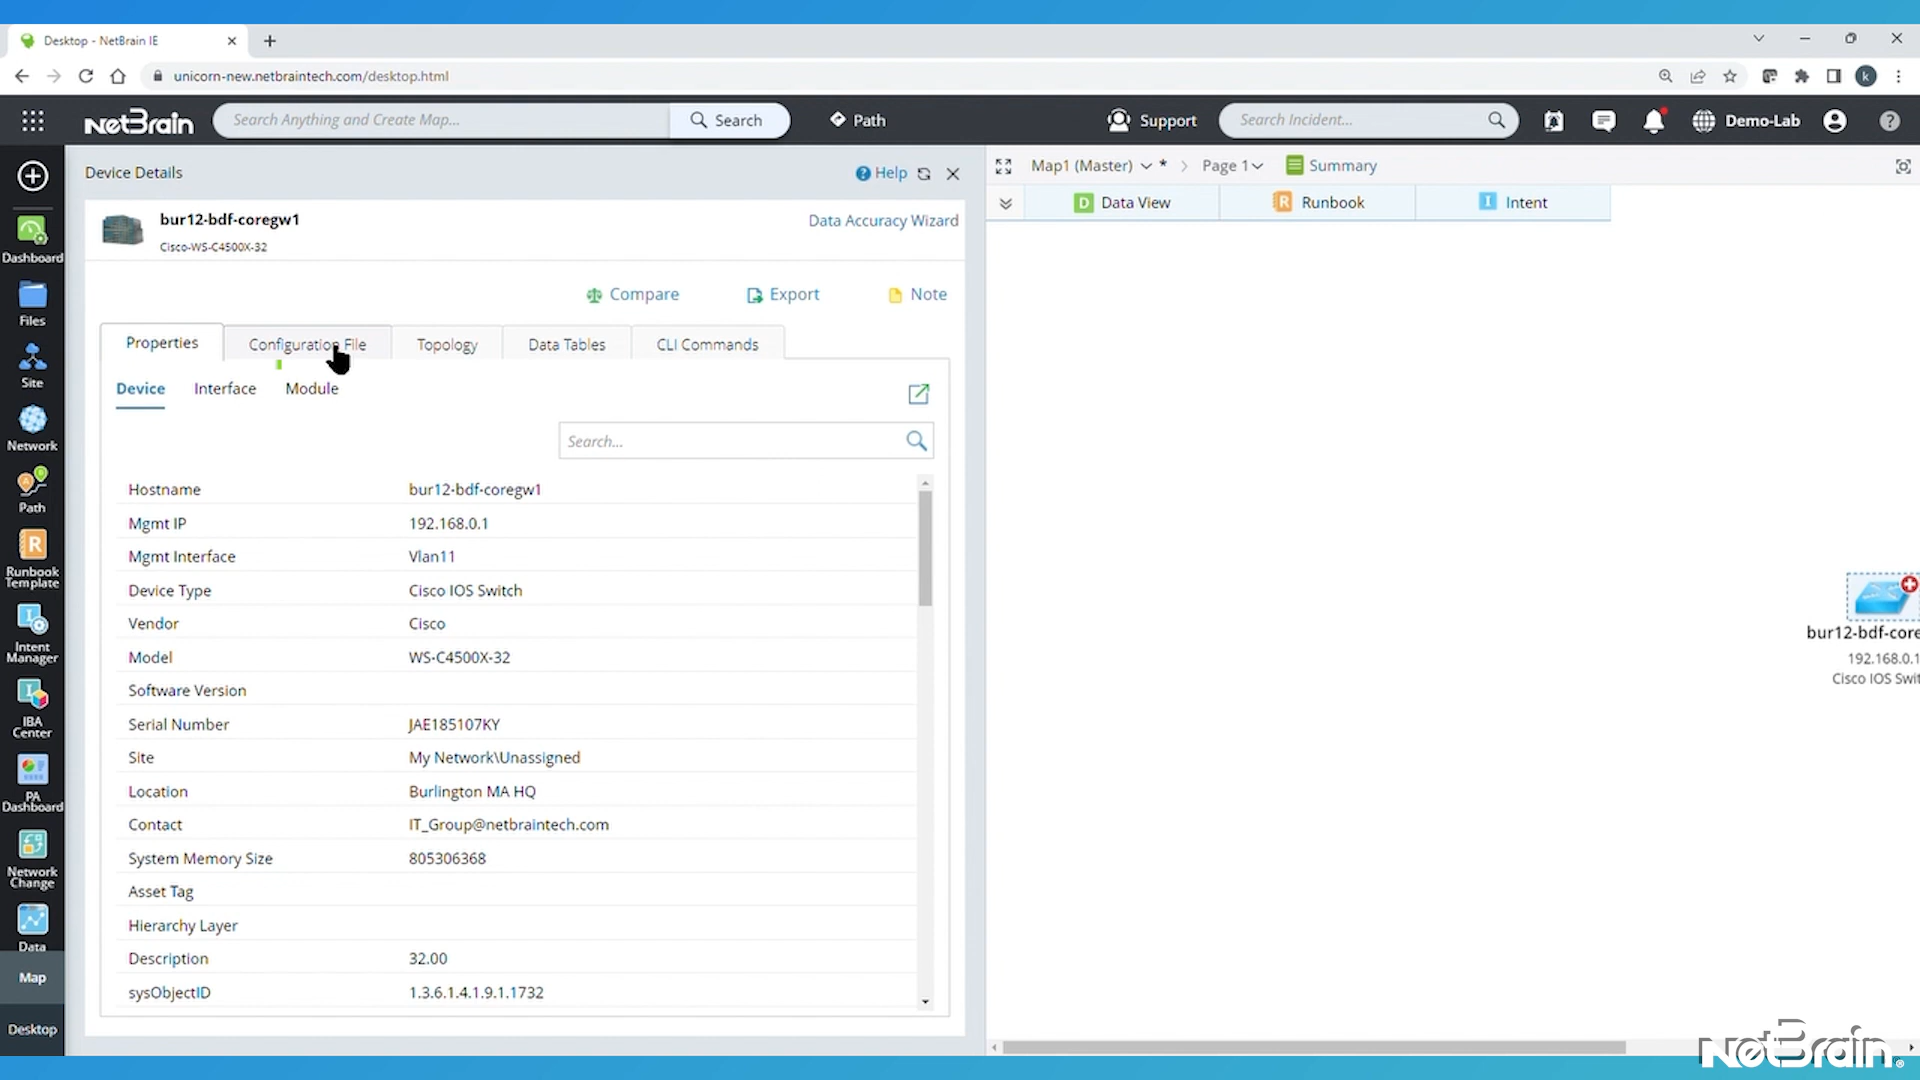 Desktop - NetBrain IE
unicorn-new.netbraintech.com/desktop.html
k
NetBrain
Search Anything and Create Map...
Search
Path
Support
Search Incident...
Demo-Lab
Dashboard
Files
Site
Network
Path
Runbook
Template
Intent
Manager
IBA
Center
PA
Dashboard
Network
Change
Data
Map
Desktop
Device Details
Help
bur12-bdf-coregw1
Cisco-WS-C4500X-32
Data Accuracy Wizard
Compare
Export
Note
Properties
Configuration File
Topology
Data Tables
CLI Commands
Device
Interface
Module
Search...
Hostname bur12-bdf-coregw1
Mgmt IP 192.168.0.1
Mgmt Interface Vlan11
Device Type Cisco IOS Switch
Vendor Cisco
Model WS-C4500X-32
Software Version
Serial Number JAE185107KY
Site My Network\Unassigned
Location Burlington MA HQ
Contact IT_Group@netbraintech.com
System Memory Size 805306368
Asset Tag
Hierarchy Layer
Description 32.00
sysObjectID 1.3.6.1.4.1.9.1.1732
Map1 (Master) * > Page 1 Summary
D Data View
R Runbook
I Intent
bur12-bdf-core
192.168.0.1
Cisco IOS Swit
NetBrain®